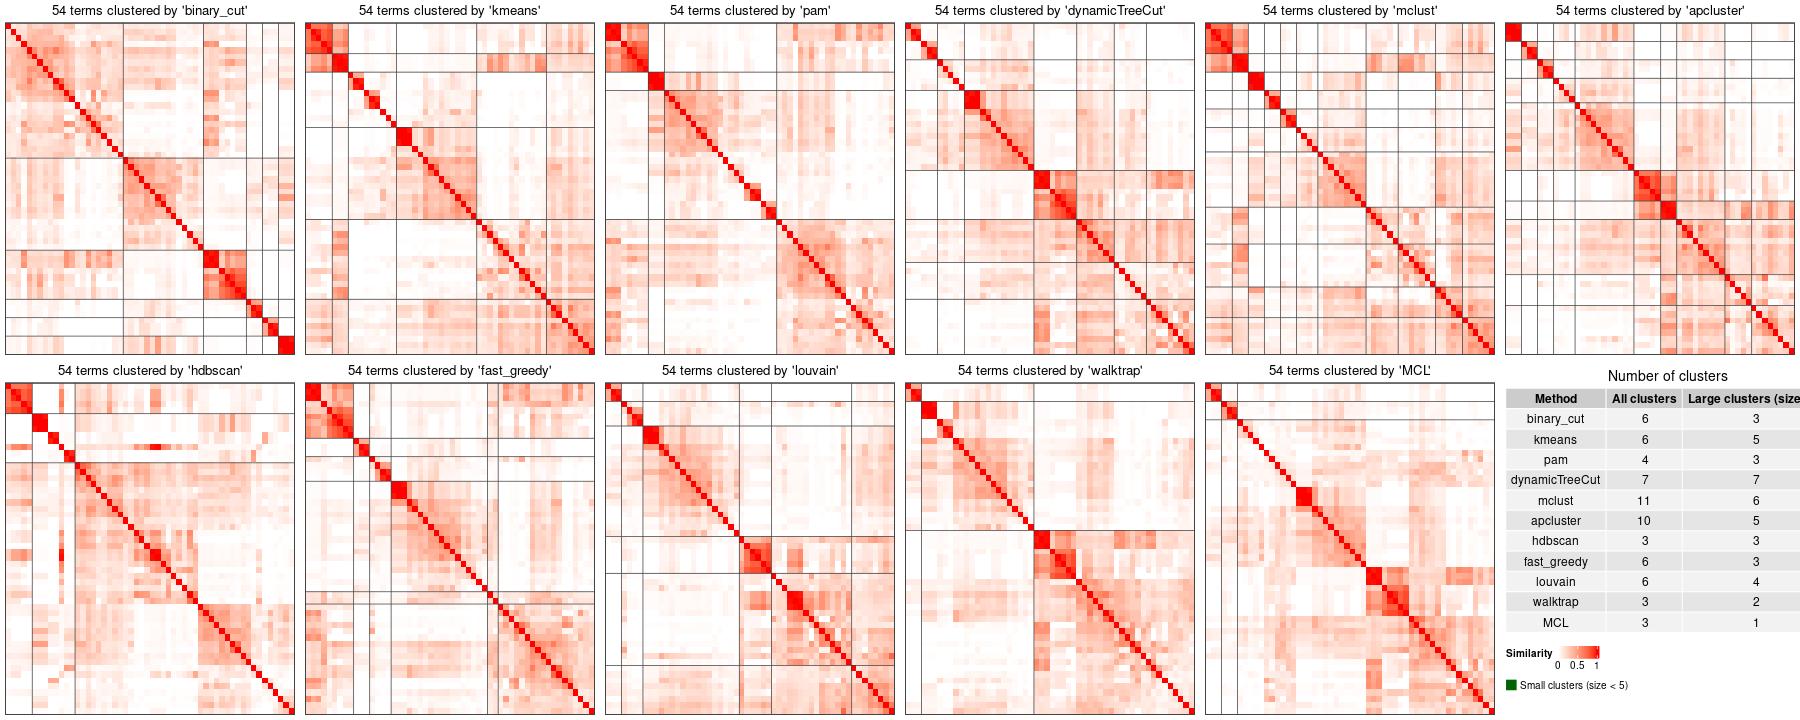 54 terms clustered by 'binary_cut'
54 terms clustered by 'kmeans'
54 terms clustered by 'pam'
54 terms clustered by 'dynamicTreeCut'
54 terms clustered by 'mclust'
54 terms clustered by 'apcluster'
54 terms clustered by 'hdbscan'
54 terms clustered by 'fast_greedy'
54 terms clustered by 'louvain'
54 terms clustered by 'walktrap'
54 terms clustered by 'MCL'
Number of clusters
Method All clusters Large clusters (size
binary_cut 6 3
kmeans 6 5
pam 4 3
dynamicTreeCut 7 7
mclust 11 6
apcluster 10 5
hdbscan 3 3
fast_greedy 6 3
louvain 6 4
walktrap 3 2
MCL 3 1
Similarity
0 0.5 1
Small clusters (size < 5)